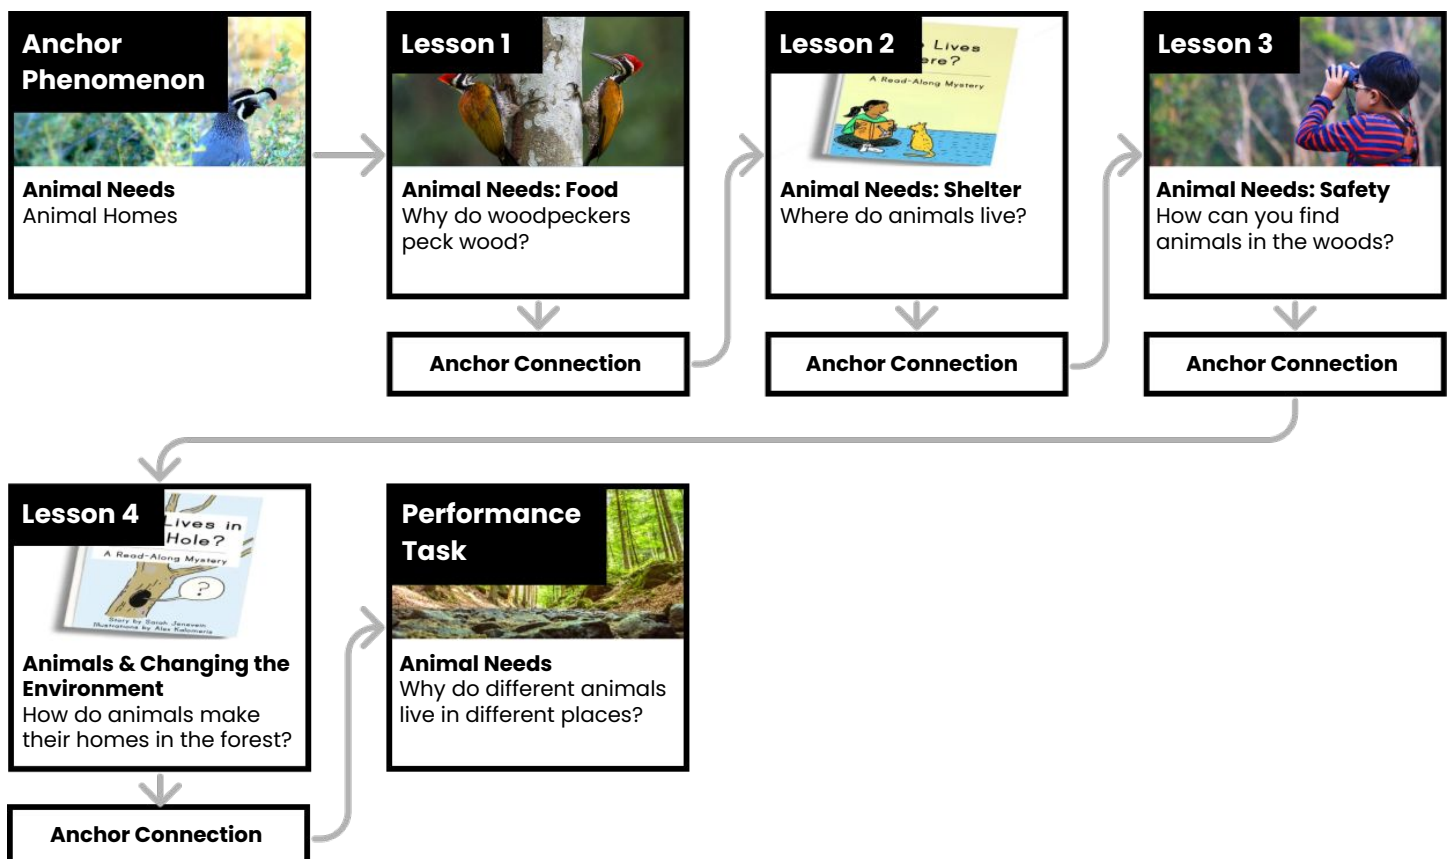 Anchor
Phenomenon
Animal Needs
Animal Homes
Lesson 1
Animal Needs: Food
Why do woodpeckers
peck wood?
Anchor Connection
Lesson 2
Lives
ere?
A Read-Along Mystery
Animal Needs: Shelter
Where do animals live?
Anchor Connection
Lesson 3
Animal Needs: Safety
How can you find
animals in the woods?
Anchor Connection
Lesson 4
Lives in
Hole?
A Read-Along Mystery
?
Story by Sarah Jenevein
Illustrations by Alex Kalomeris
Animals & Changing the
Environment
How do animals make
their homes in the forest?
Anchor Connection
Performance
Task
Animal Needs
Why do different animals
live in different places?